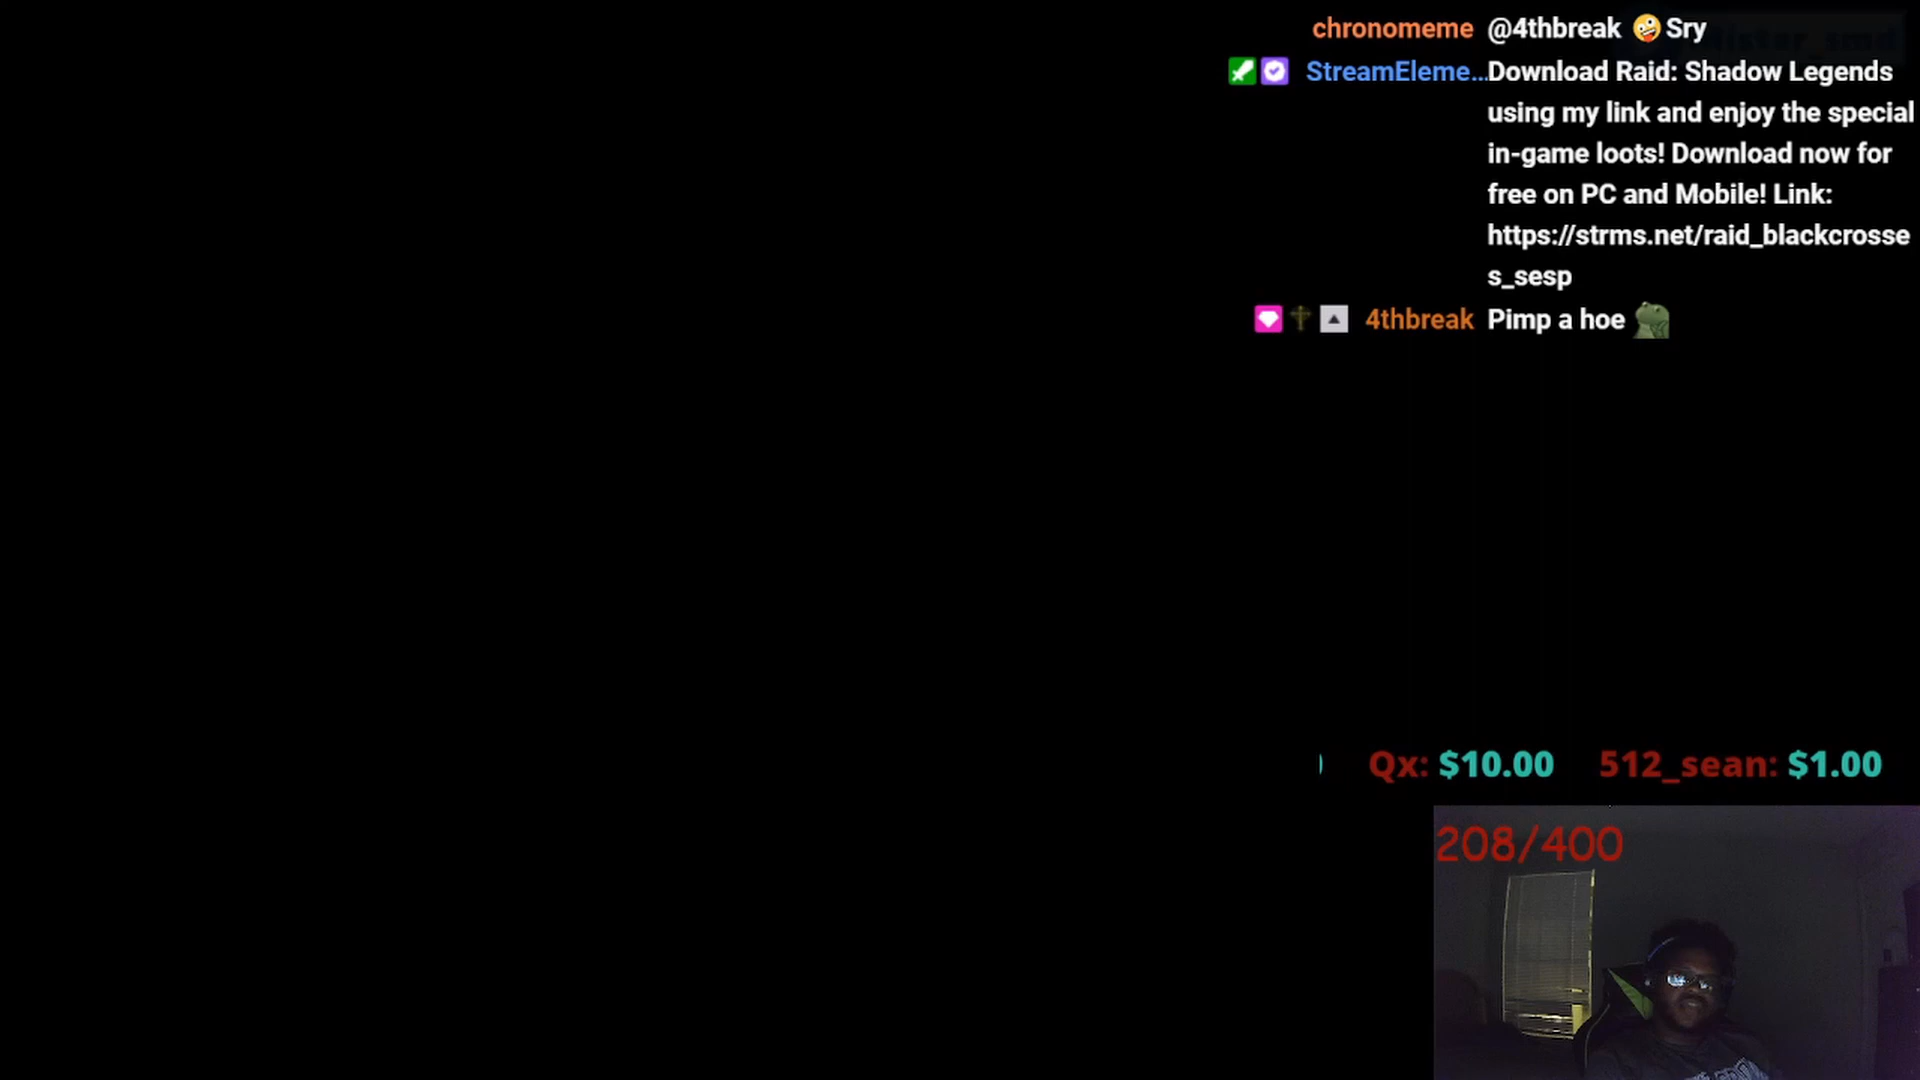 chronomeme @4thbreak 🤪 Sry
StreamEleme... Download Raid: Shadow Legends
using my link and enjoy the special
in-game loots! Download now for
free on PC and Mobile! Link:
https://strms.net/raid_blackcrosse
s_sesp
4thbreak Pimp a hoe
Qx: $10.00 512_sean: $1.00
208/400